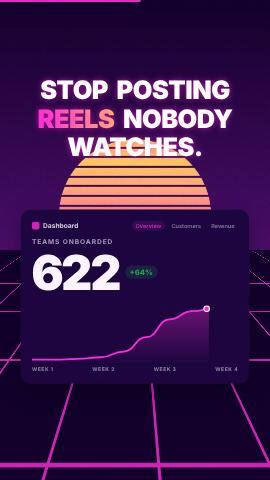 STOP POSTING
REELS NOBODY
WATCHES.
Dashboard
Overview Customers Revenue
TEAMS ONBOARDED
622 +64%
WEEK 1 WEEK 2 WEEK 3 WEEK 4